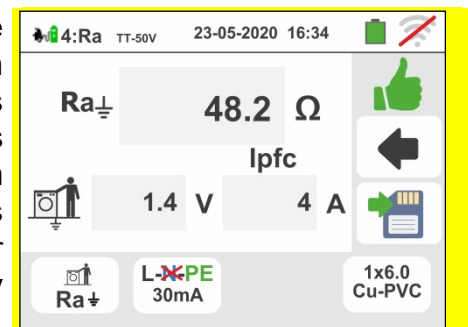 4:Ra TT-50V 23-05-2020 16:34
Ra 48.2 Ω
Ipfc
1.4 V 4 A
L-N-PE
30mA
Ra
1x6.0
Cu-PVC